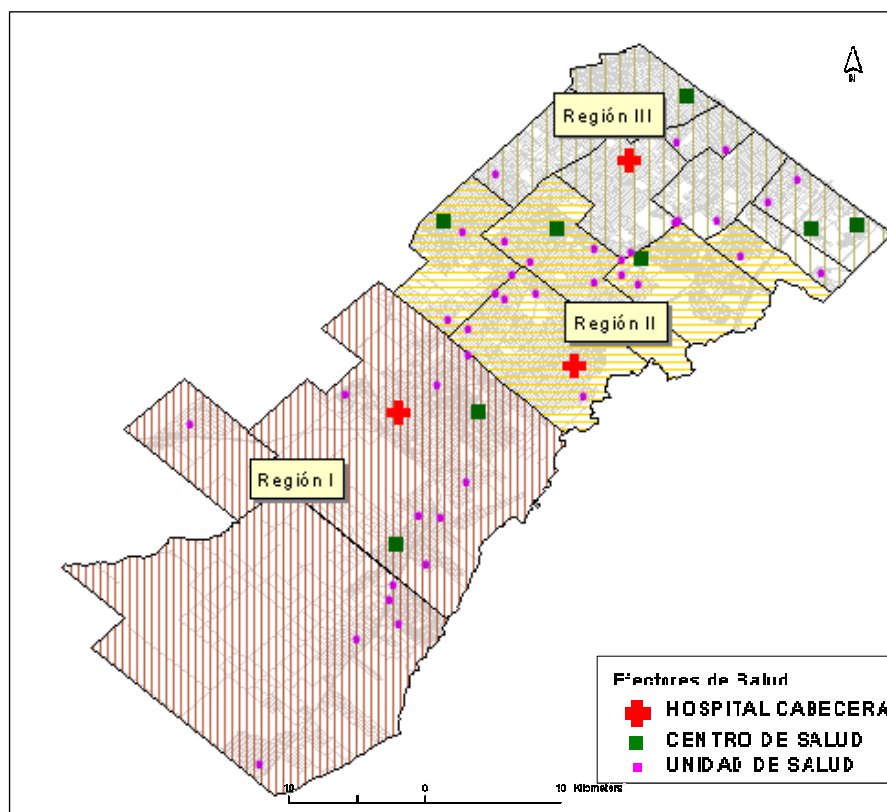 Región III
N
Región II
Región I
Efectores de Salud
HOSPITAL CABECERA
CENTRO DE SALUD
UNIDAD DE SALUD
10 0 10 Kilometers